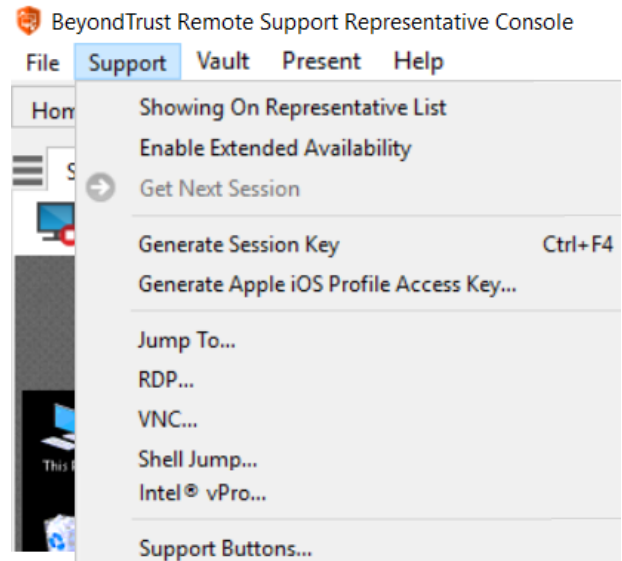 BeyondTrust Remote Support Representative Console
File Support Vault Present Help
Showing On Representative List
Enable Extended Availability
Get Next Session
Generate Session Key Ctrl+F4
Generate Apple iOS Profile Access Key...
Jump To...
RDP...
VNC...
Shell Jump...
This
Intel® vPro...
Support Buttons...